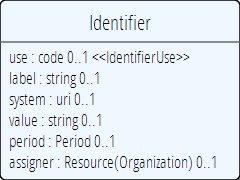 Identifier
use : code 0..1 <<IdentifierUse>>
label : string 0..1
system : uri 0..1
value : string 0..1
period : Period 0..1
assigner : Resource(Organization) 0..1